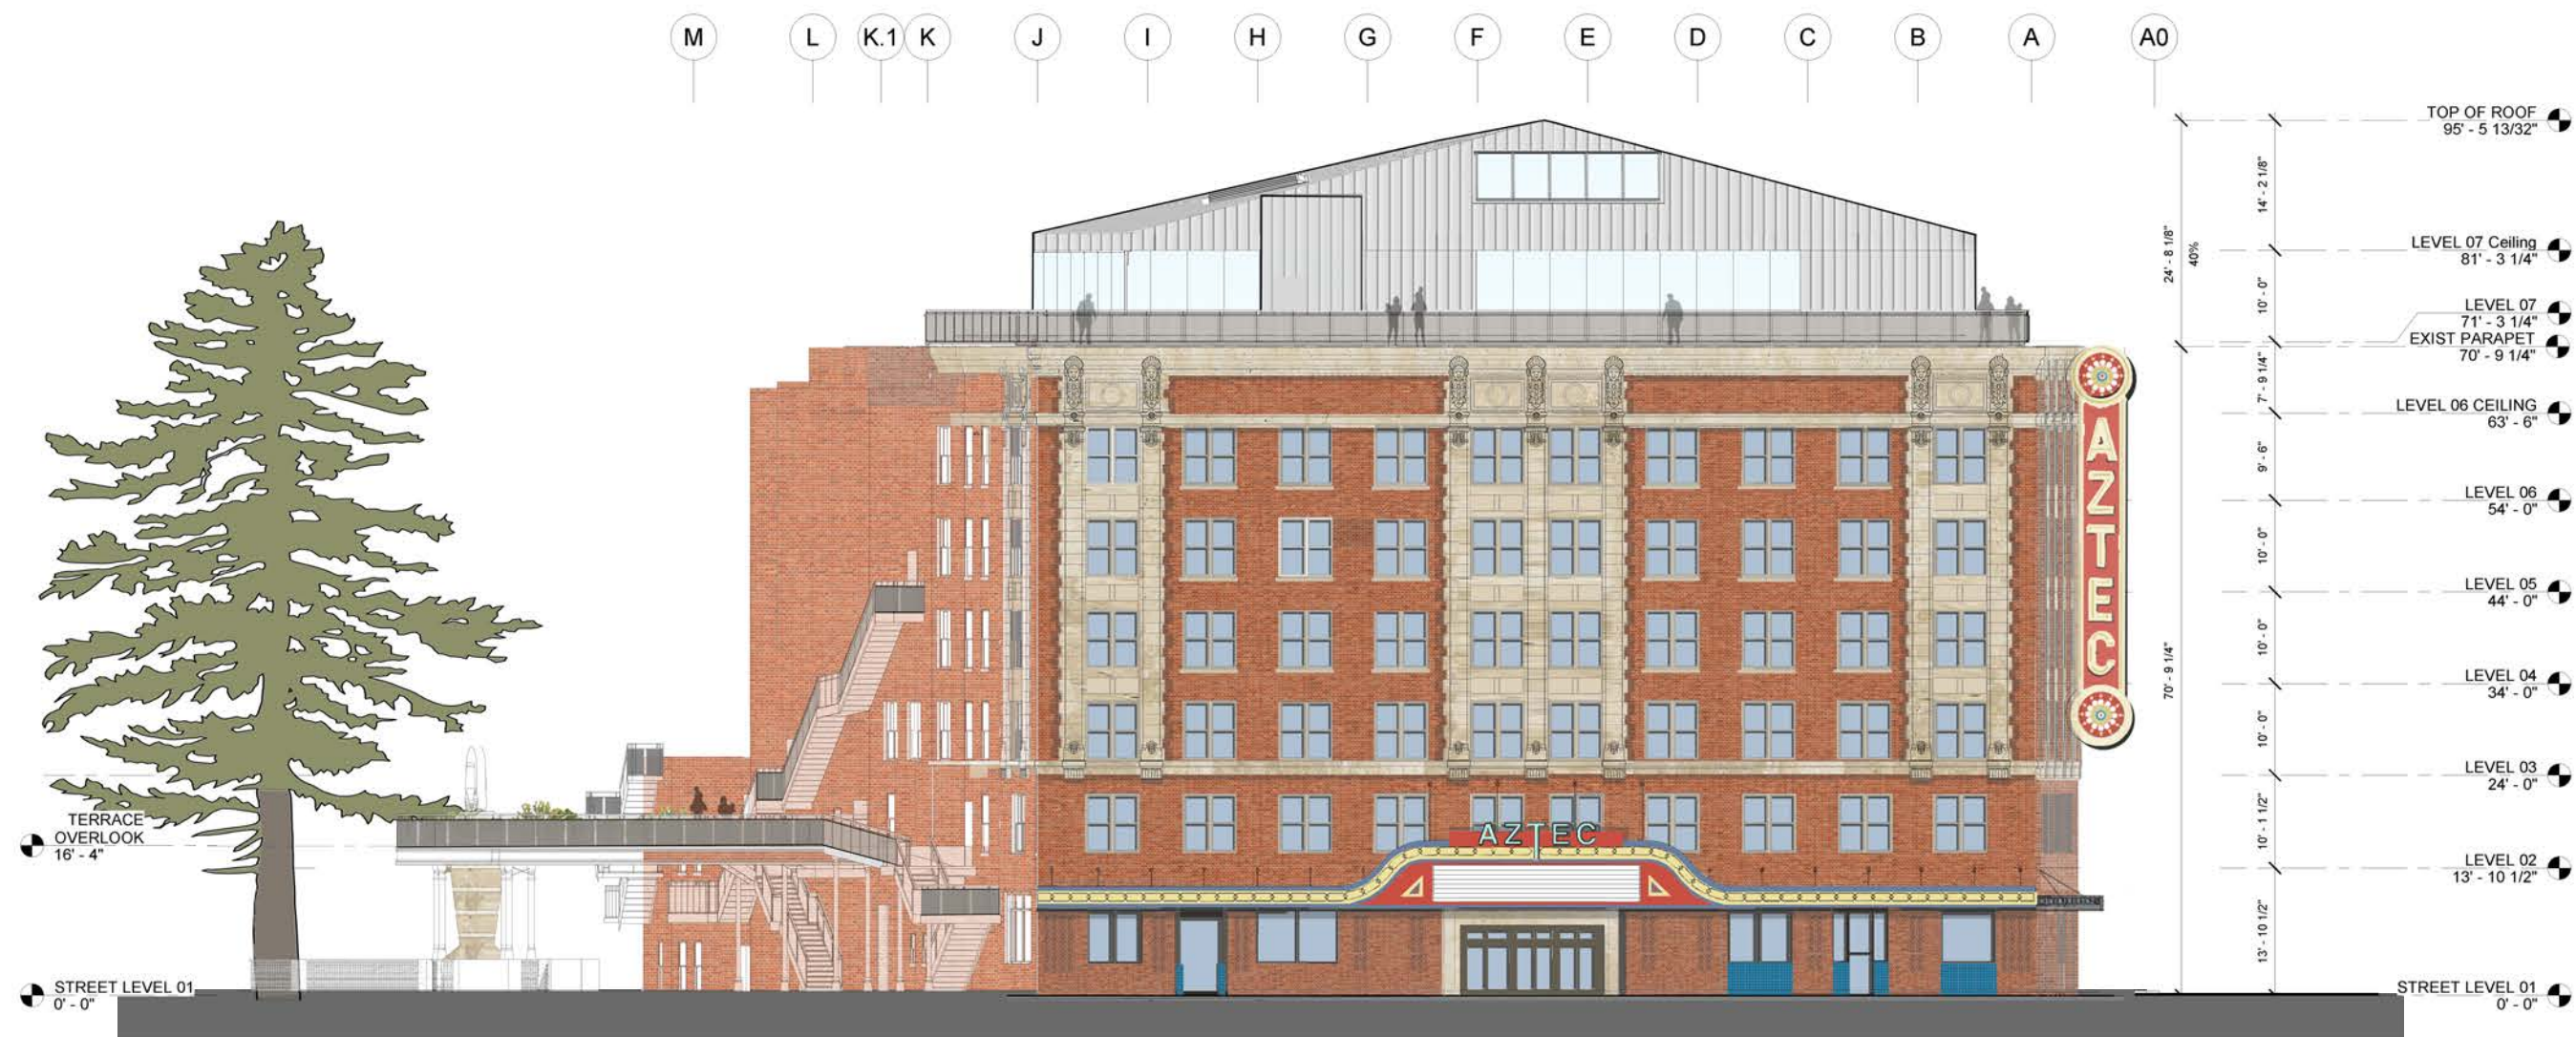 M
L
K.1
K
J
I
H
G
F
E
D
C
B
A
A0
TOP OF ROOF
95' - 5 13/32"
14' - 2 1/8"
24' - 8 1/8"
40%
LEVEL 07 Ceiling
81' - 3 1/4"
10' - 0"
LEVEL 07
71' - 3 1/4"
EXIST PARAPET
70' - 9 1/4"
7' - 9 1/4"
LEVEL 06 CEILING
63' - 6"
9' - 6"
LEVEL 06
54' - 0"
10' - 0"
LEVEL 05
44' - 0"
10' - 0"
LEVEL 04
34' - 0"
70' - 9 1/4"
10' - 0"
LEVEL 03
24' - 0"
10' - 1 1/2"
LEVEL 02
13' - 10 1/2"
13' - 10 1/2"
STREET LEVEL 01
0' - 0"
AZTEC
AZTEC
TERRACE
OVERLOOK
16' - 4"
STREET LEVEL 01
0' - 0"